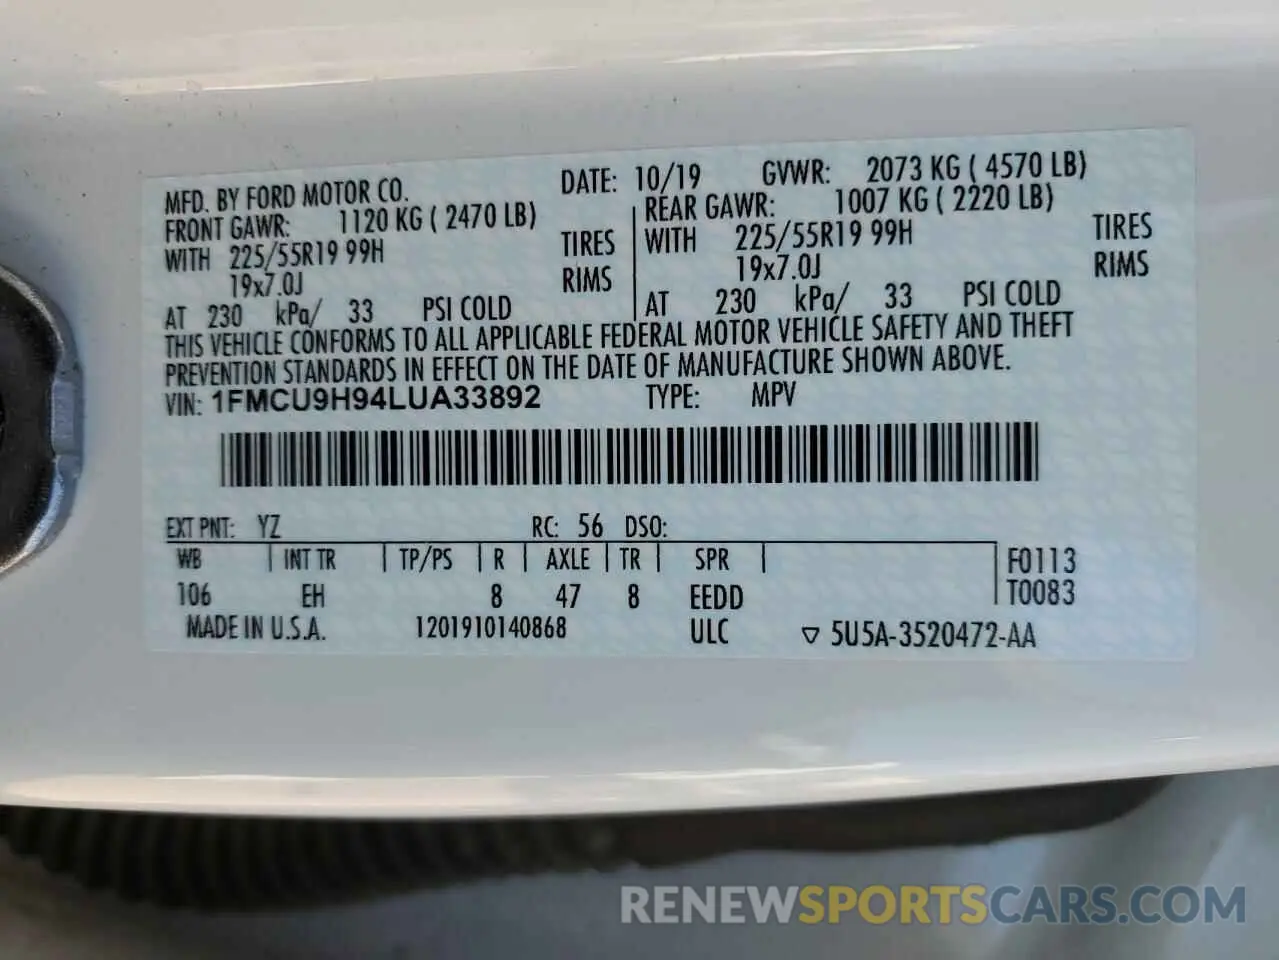 MFD. BY FORD MOTOR CO. DATE: 10/19 GVWR: 2073 KG ( 4570 LB)
FRONT GAWR: 1120 KG ( 2470 LB) REAR GAWR: 1007 KG ( 2220 LB)
WITH 225/55R19 99H TIRES WITH 225/55R19 99H TIRES
19x7.0J RIMS 19x7.0J RIMS
AT 230 kPa/ 33 PSI COLD AT 230 kPa/ 33 PSI COLD
THIS VEHICLE CONFORMS TO ALL APPLICABLE FEDERAL MOTOR VEHICLE SAFETY AND THEFT
PREVENTION STANDARDS IN EFFECT ON THE DATE OF MANUFACTURE SHOWN ABOVE.
VIN: 1FMCU9H94LUA33892 TYPE: MPV
EXT PNT: YZ RC: 56 DSO:
WB INT TR TP/PS R AXLE TR SPR F0113
106 EH 8 47 8 EEDD T0083
MADE IN U.S.A. 1201910140868 ULC ▽ 5U5A-3520472-AA
RENEWSPORTSCARS.COM